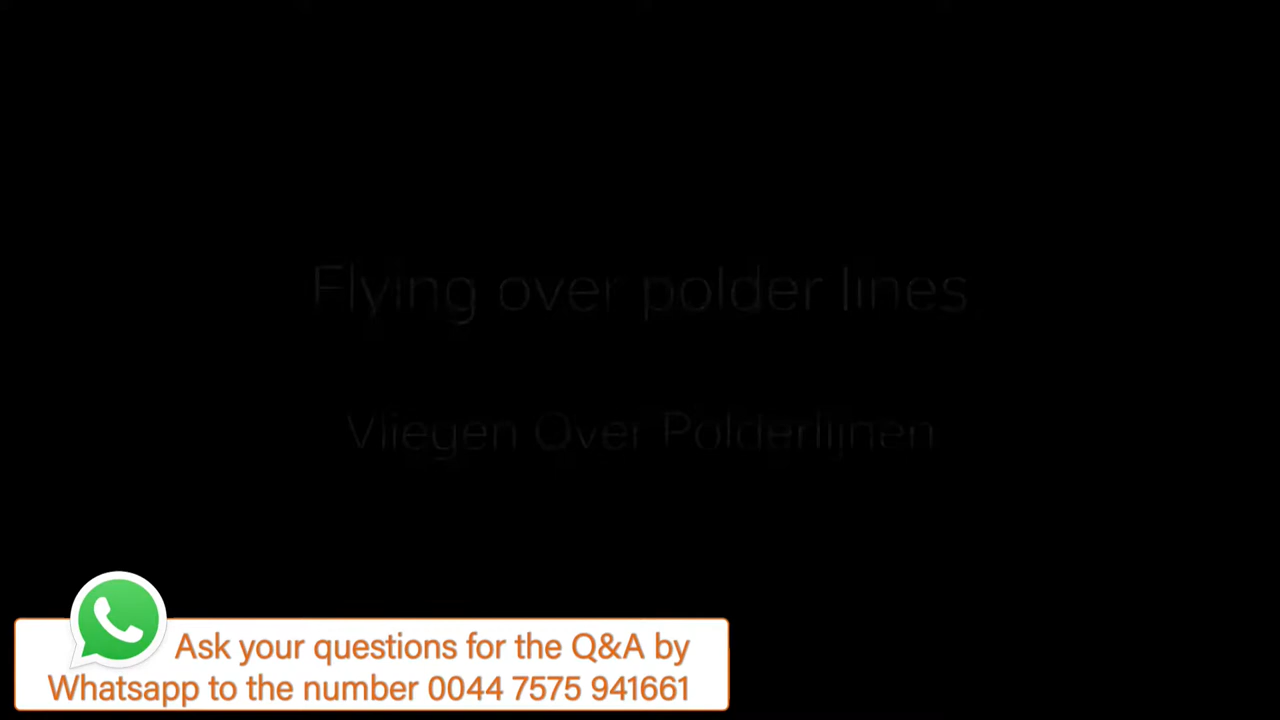 Flying over polder lines
Vliegen Over Polderlijnen
Ask your questions for the Q&A by
Whatsapp to the number 0044 7575 941661